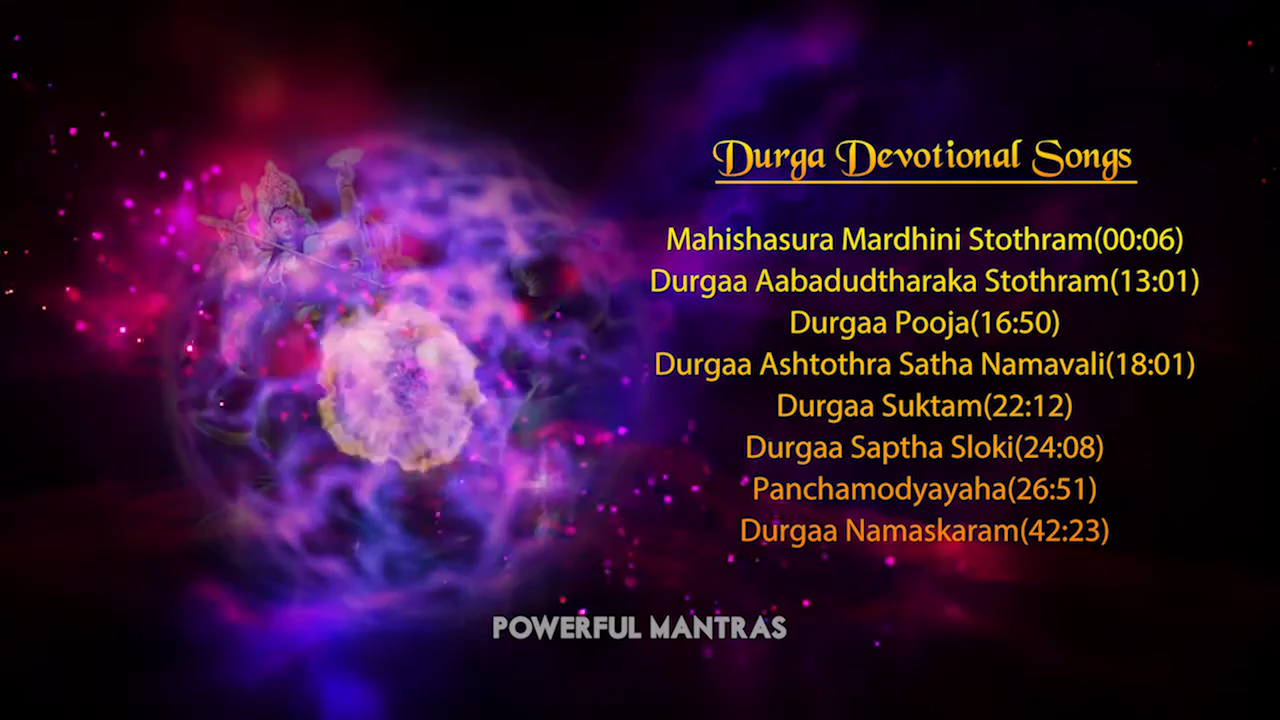 Durga Devotional Songs
Mahishasura Mardhini Stothram(00:06)
Durgaa Aabadudtharaka Stothram(13:01)
Durgaa Pooja(16:50)
Durgaa Ashtothra Satha Namavali(18:01)
Durgaa Suktam(22:12)
Durgaa Saptha Sloki(24:08)
Panchamodyayaha(26:51)
Durgaa Namaskaram(42:23)
POWERFUL MANTRAS